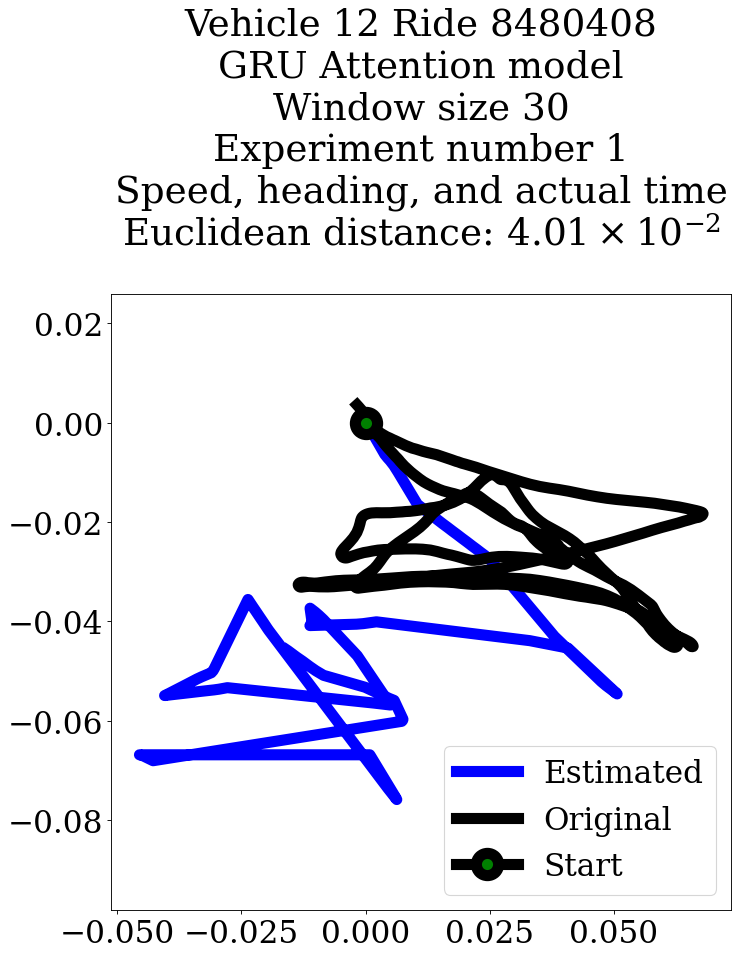 Vehicle 12 Ride 8480408
GRU Attention model
Window size 30
Experiment number 1
Speed, heading, and actual time
Euclidean distance: 4.01 × 10⁻²
0.02
0.00
−0.02
−0.04
−0.06
−0.08
Estimated
Original
Start
−0.050 −0.025 0.000 0.025 0.050